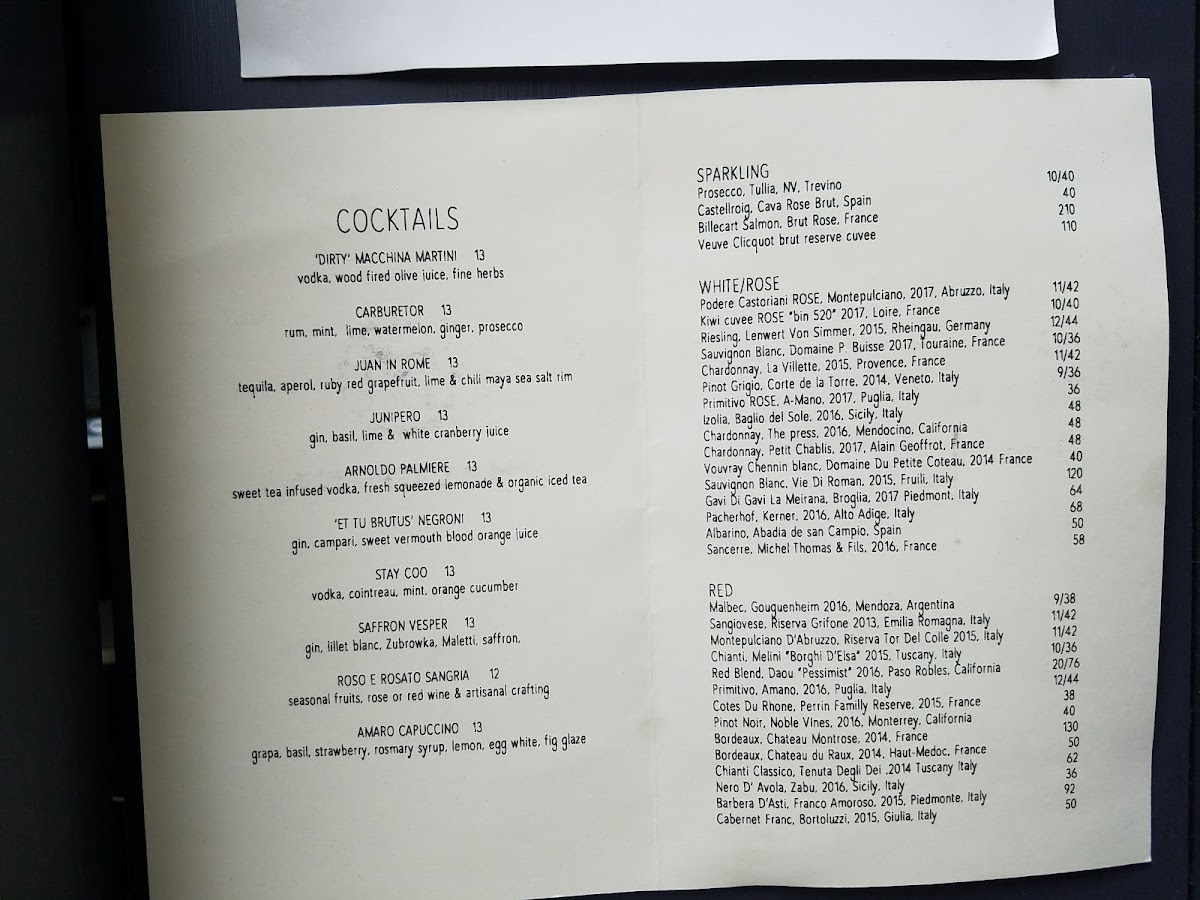 COCKTAILS
'DIRTY' MACCHINA MARTINI 13
vodka, wood fired olive juice, fine herbs
CARBURETOR 13
rum, mint, lime, watermelon, ginger, prosecco
JUAN IN ROME 13
tequila, aperol, ruby red grapefruit, lime & chili maya sea salt rim
JUNIPERO 13
gin, basil, lime & white cranberry juice
ARNOLDO PALMIERE 13
sweet tea infused vodka, fresh squeezed lemonade & organic iced tea
'ET TU BRUTUS' NEGRONI 13
gin, campari, sweet vermouth blood orange juice
STAY COO 13
vodka, cointreau, mint, orange cucumber
SAFFRON VESPER 13
gin, lillet blanc, Zubrowka, Maletti, saffron,
ROSO E ROSATO SANGRIA 12
seasonal fruits, rose or red wine & artisanal crafting
AMARO CAPUCCINO 13
grapa, basil, strawberry, rosmary syrup, lemon, egg white, fig glaze
SPARKLING
Prosecco, Tullia, NV, Trevino 10/40
Castellroig, Cava Rose Brut, Spain 40
Billecart Salmon, Brut Rose, France 210
Veuve Clicquot brut reserve cuvee 110
WHITE/ROSE
Podere Castoriani ROSE, Montepulciano, 2017, Abruzzo, Italy 11/42
Kiwi cuvee ROSE "bin 520" 2017, Loire, France 10/40
Riesling, Lenwert Von Simmer, 2015, Rheingau, Germany 12/44
Sauvignon Blanc, Domaine P. Buisse 2017, Touraine, France 10/36
Chardonnay, La Villette, 2015, Provence, France 11/42
Pinot Grigio, Corte de la Torre, 2014, Veneto, Italy 9/36
Primitivo ROSE, A-Mano, 2017, Puglia, Italy 36
Izolia, Baglio del Sole, 2016, Sicily, Italy 48
Chardonnay, The press, 2016, Mendocino, California 48
Chardonnay, Petit Chablis, 2017, Alain Geoffrot, France 48
Vouvray Chennin blanc, Domaine Du Petite Coteau, 2014 France 40
Sauvignon Blanc, Vie Di Roman, 2015, Fruili, Italy 120
Gavi Di Gavi La Meirana, Broglia, 2017 Piedmont, Italy 64
Pacherhof, Kerner, 2016, Alto Adige, Italy 68
Albarino, Abadia de san Campio, Spain 50
Sancerre, Michel Thomas & Fils, 2016, France 58
RED
Malbec, Gouguenheim 2016, Mendoza, Argentina 9/38
Sangiovese, Riserva Grifone 2013, Emilia Romagna, Italy 11/42
Montepulciano D'Abruzzo, Riserva Tor Del Colle 2015, Italy 11/42
Chianti, Melini "Borghi D'Elsa" 2015, Tuscany, Italy 10/36
Red Blend, Daou "Pessimist" 2016, Paso Robles, California 20/76
Primitivo, Amano, 2016, Puglia, Italy 12/44
Cotes Du Rhone, Perrin Familly Reserve, 2015, France 38
Pinot Noir, Noble VInes, 2016, Monterrey, California 40
Bordeaux, Chateau Montrose, 2014, France 130
Bordeaux, Chateau du Raux, 2014, Haut-Medoc, France 50
Chianti Classico, Tenuta Degli Dei ,2014 Tuscany Italy 62
Nero D' Avola, Zabu, 2016, Sicily, Italy 36
Barbera D'Asti, Franco Amoroso, 2015, Piedmonte, Italy 92
Cabernet Franc, Bortoluzzi, 2015, Giulia, Italy 50